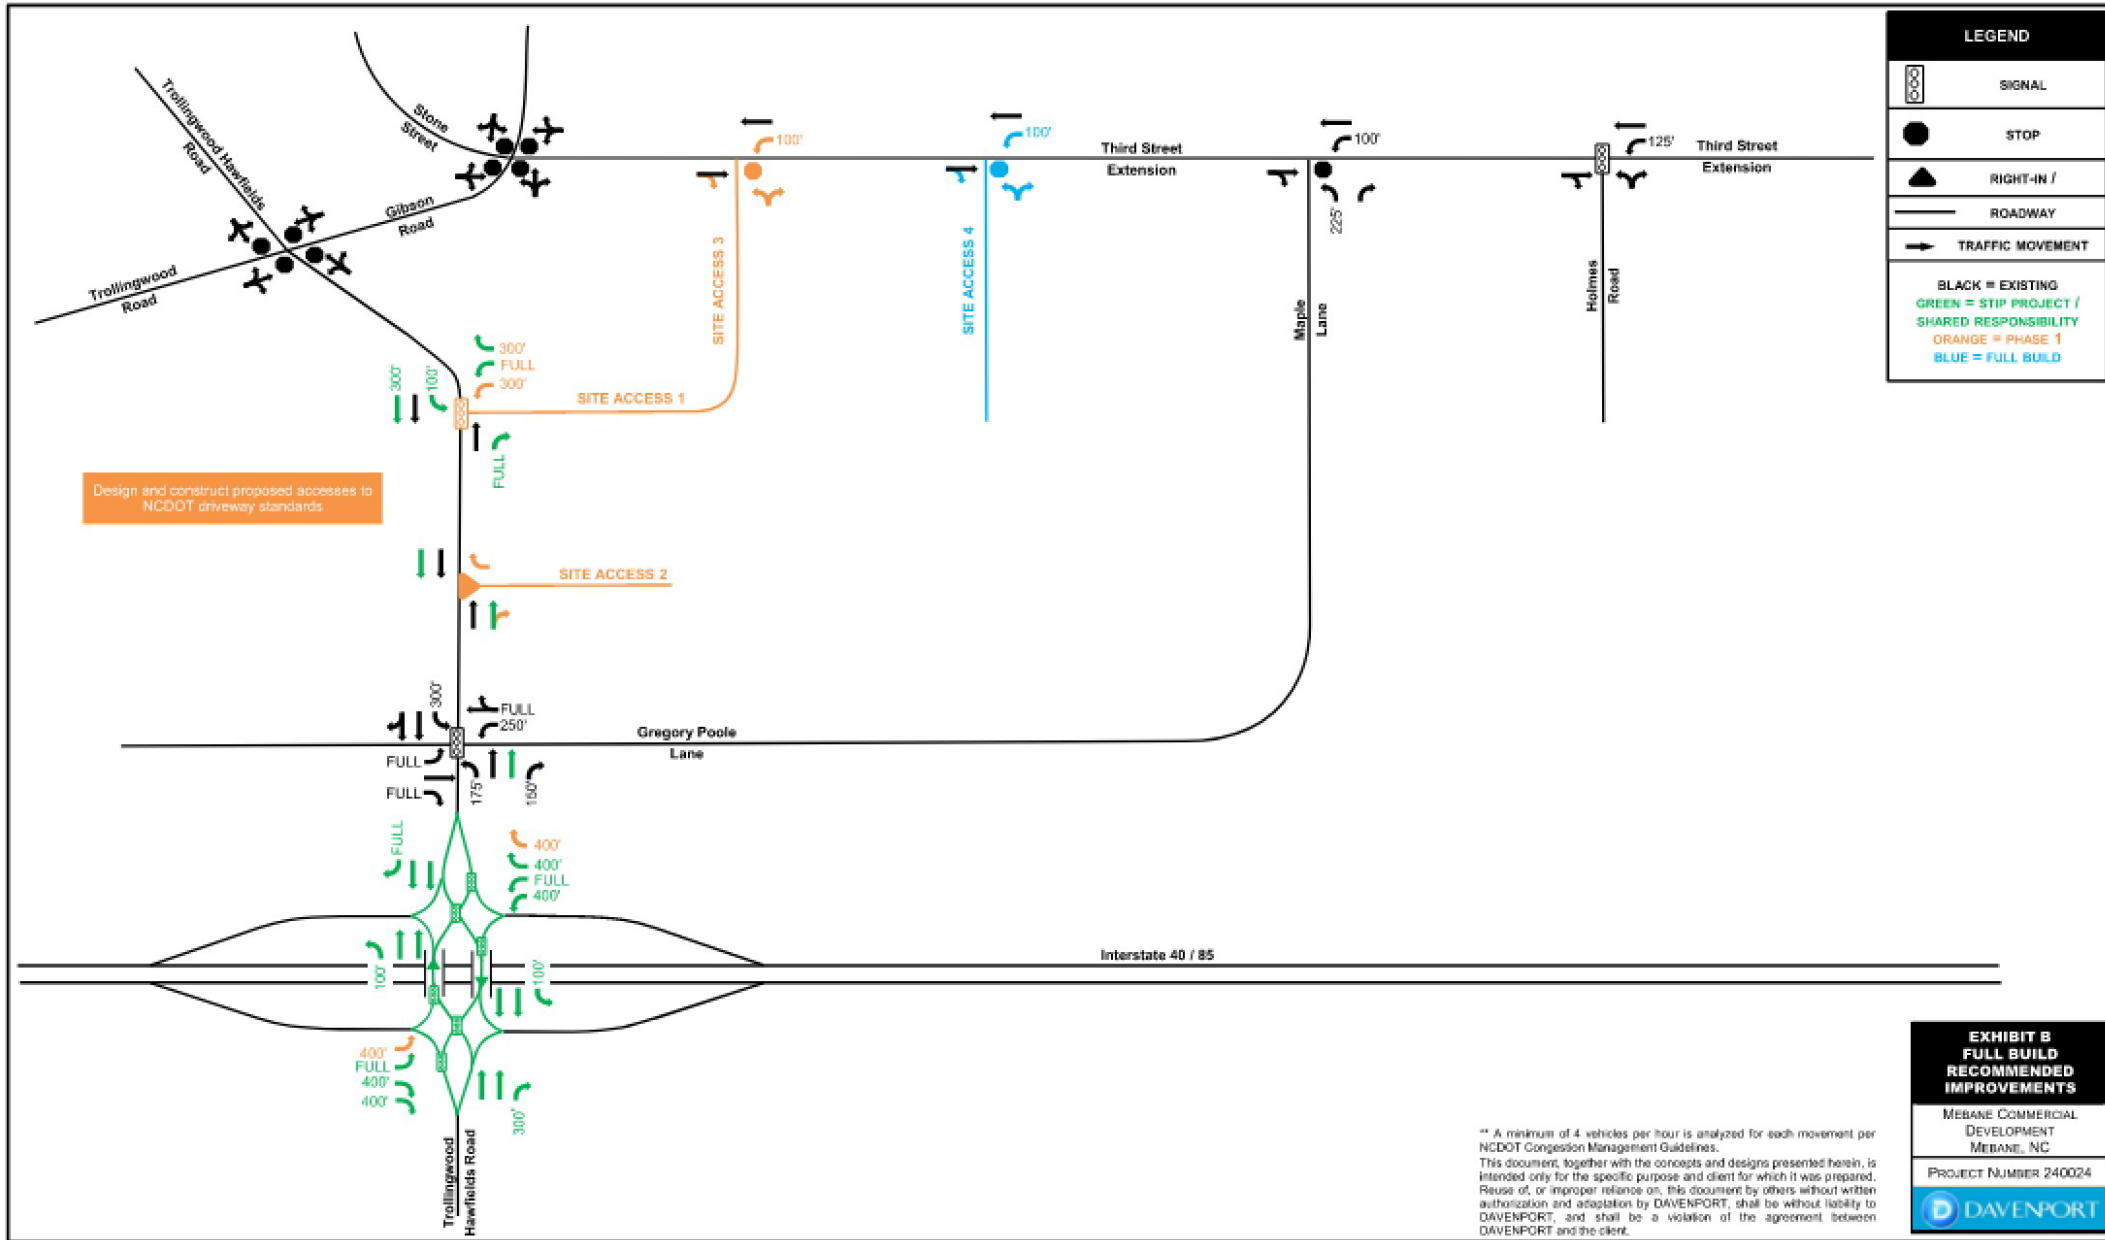 LEGEND
SIGNAL
STOP
RIGHT-IN /
ROADWAY
TRAFFIC MOVEMENT
BLACK = EXISTING
GREEN = STIP PROJECT /
SHARED RESPONSIBILITY
ORANGE = PHASE 1
BLUE = FULL BUILD
Trollingwood Hawfields
Road
Stone
Street
Gibson
Road
Trollingwood
Road
100'
100'
Third Street
Extension
100'
225'
125'
Third Street
Extension
SITE ACCESS 3
SITE ACCESS 4
Maple
Lane
Holmes
Road
300'
100'
300'
FULL
300'
SITE ACCESS 1
FULL
Design and construct proposed accesses to
NCDOT driveway standards
SITE ACCESS 2
300'
FULL
250'
Gregory Poole
Lane
FULL
FULL
175'
150'
FULL
400'
400'
FULL
400'
100'
100'
Interstate 40 / 85
400'
FULL
400'
400'
300'
Trollingwood
Hawfields Road
** A minimum of 4 vehicles per hour is analyzed for each movement per
NCDOT Congestion Management Guidelines.
This document, together with the concepts and designs presented herein, is
intended only for the specific purpose and client for which it was prepared.
Reuse of, or improper reliance on, this document by others without written
authorization and adaptation by DAVENPORT, shall be without liability to
DAVENPORT, and shall be a violation of the agreement between
DAVENPORT and the client.
EXHIBIT B
FULL BUILD
RECOMMENDED
IMPROVEMENTS
MEBANE COMMERCIAL
DEVELOPMENT
MEBANE, NC
PROJECT NUMBER 240024
D DAVENPORT